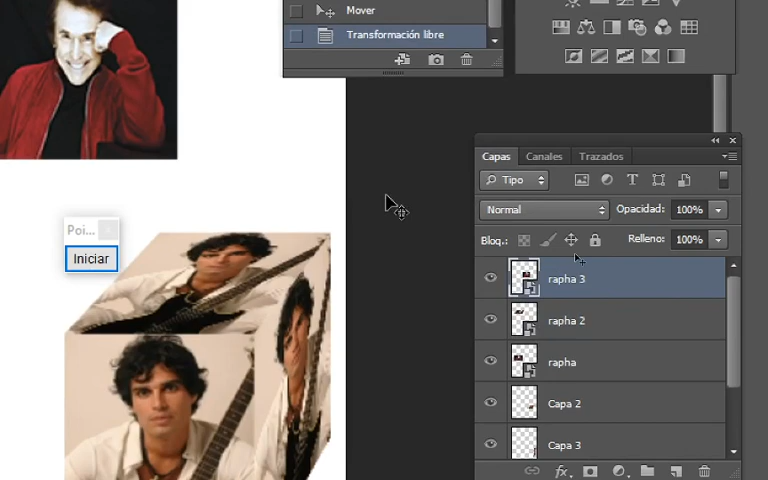 Mover
Transformación libre
Capas Canales Trazados
Tipo
Normal Opacidad: 100%
Bloq.: Relleno: 100%
Poi...
Iniciar
rapha 3
rapha 2
rapha
Capa 2
Capa 3
fx